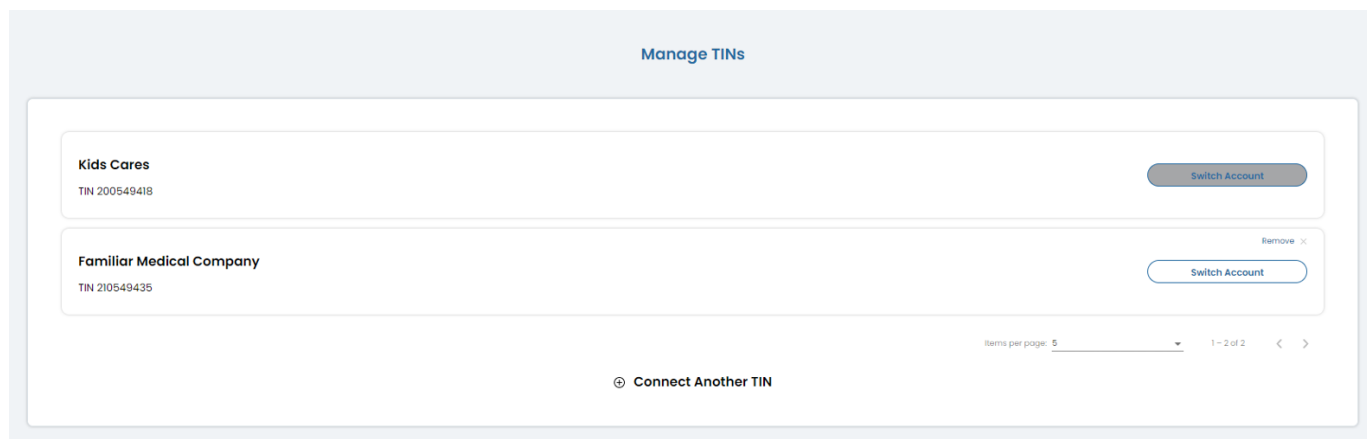 Manage TINs
Kids Cares
TIN 200549418
Switch Account
Remove ×
Familiar Medical Company
TIN 210549435
Switch Account
Items per page: 5
1 – 2 of 2
Connect Another TIN